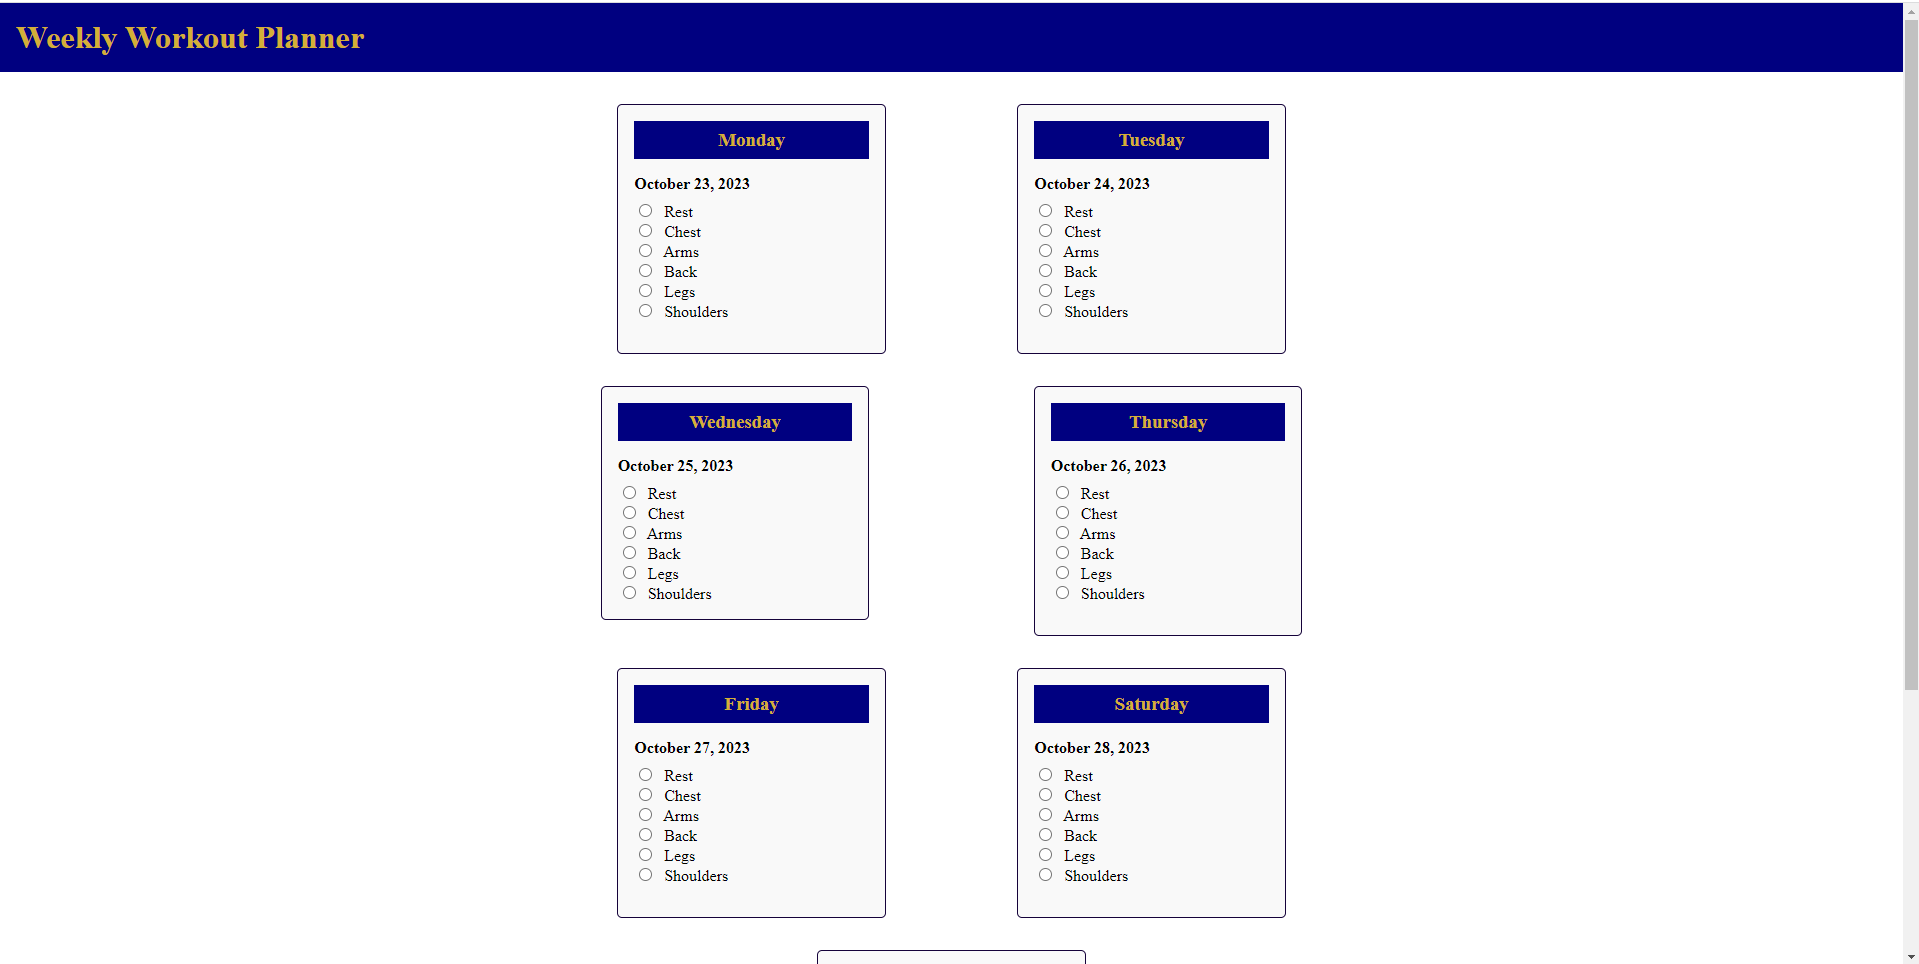 Weekly Workout Planner
Monday
October 23, 2023
Rest
Chest
Arms
Back
Legs
Shoulders
Tuesday
October 24, 2023
Rest
Chest
Arms
Back
Legs
Shoulders
Wednesday
October 25, 2023
Rest
Chest
Arms
Back
Legs
Shoulders
Thursday
October 26, 2023
Rest
Chest
Arms
Back
Legs
Shoulders
Friday
October 27, 2023
Rest
Chest
Arms
Back
Legs
Shoulders
Saturday
October 28, 2023
Rest
Chest
Arms
Back
Legs
Shoulders